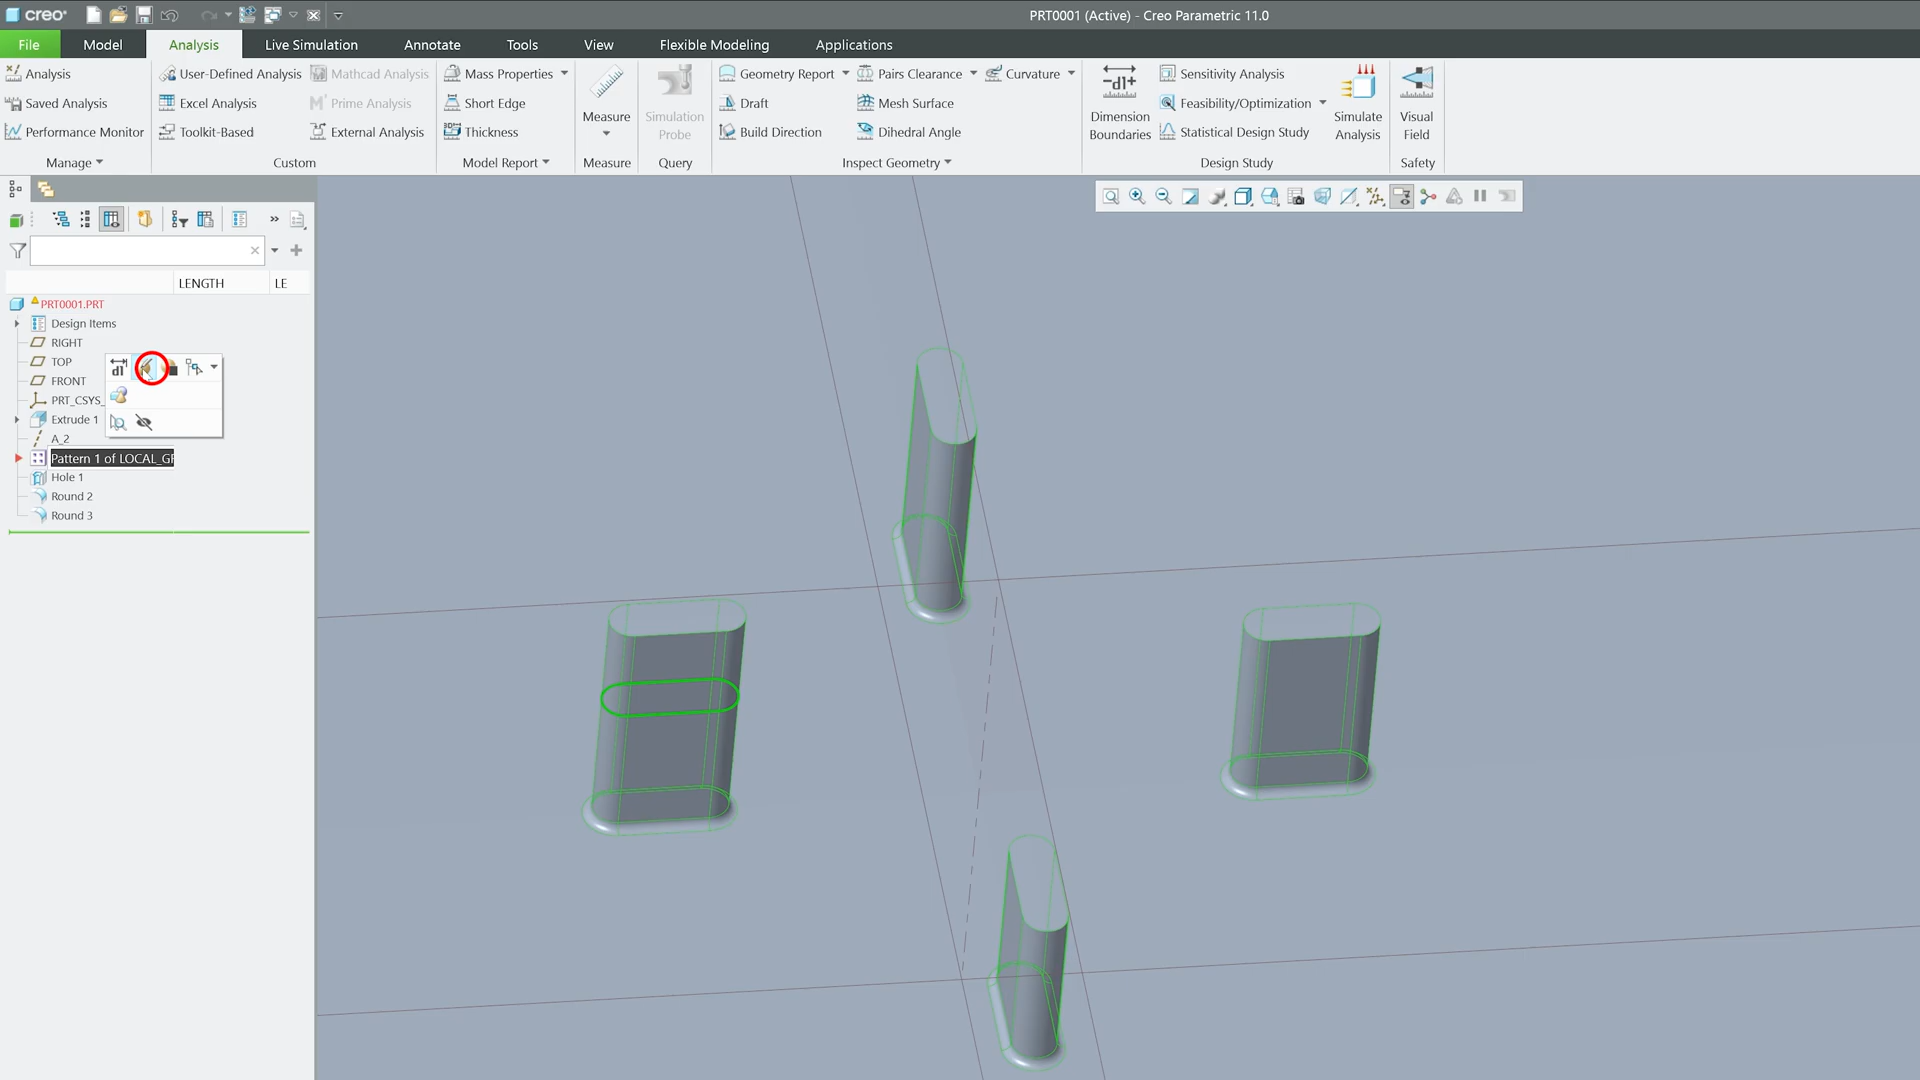 creo
PRT0001 (Active) - Creo Parametric 11.0
File Model Analysis Live Simulation Annotate Tools View Flexible Modeling Applications
Analysis
Saved Analysis
Performance Monitor
Manage
User-Defined Analysis
Excel Analysis
Toolkit-Based
Mathcad Analysis
Prime Analysis
External Analysis
Custom
Mass Properties
Short Edge
Thickness
Model Report
Measure
Measure
Simulation
Probe
Query
Geometry Report
Draft
Build Direction
Pairs Clearance
Mesh Surface
Dihedral Angle
Curvature
Inspect Geometry
Dimension
Boundaries
Sensitivity Analysis
Feasibility/Optimization
Statistical Design Study
Simulate
Analysis
Design Study
Visual
Field
Safety
LENGTH LE
PRT0001.PRT
Design Items
RIGHT
TOP
FRONT
PRT_CSYS_
Extrude 1
A_2
Pattern 1 of LOCAL_GR
Hole 1
Round 2
Round 3